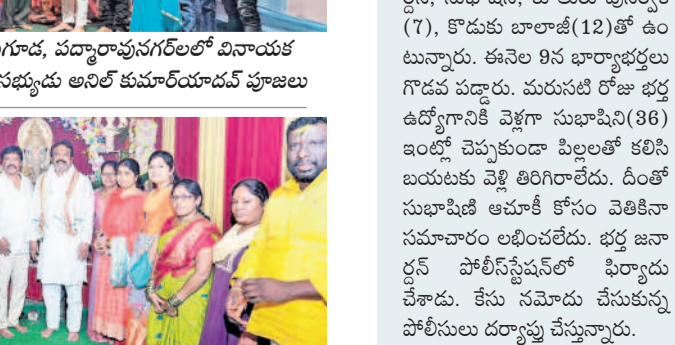 గూడ, పద్మారావునగర్‌లలో వినాయక
సభ్యుడు అనిల్ కుమార్‌యాదవ్ పూజలు
(7), కొడుకు బాలాజీ(12)తో ఉం
టున్నారు. ఈనెల 9న భార్యాభర్తలు
గొడవ పడ్డారు. మరుసటి రోజు భర్త
ఉద్యోగానికి వెళ్లగా సుభాషిని(36)
ఇంట్లో చెప్పకుండా పిల్లలతో కలిసి
బయటకు వెళ్లి తిరిగిరాలేదు. దీంతో
సుభాషిణి ఆచూకీ కోసం వెతికినా
సమాచారం లభించలేదు. భర్త జనా
ర్దన్ పోలీస్‌స్టేషన్‌లో ఫిర్యాదు
చేశాడు. కేసు నమోదు చేసుకున్న
పోలీసులు దర్యాప్తు చేస్తున్నారు.